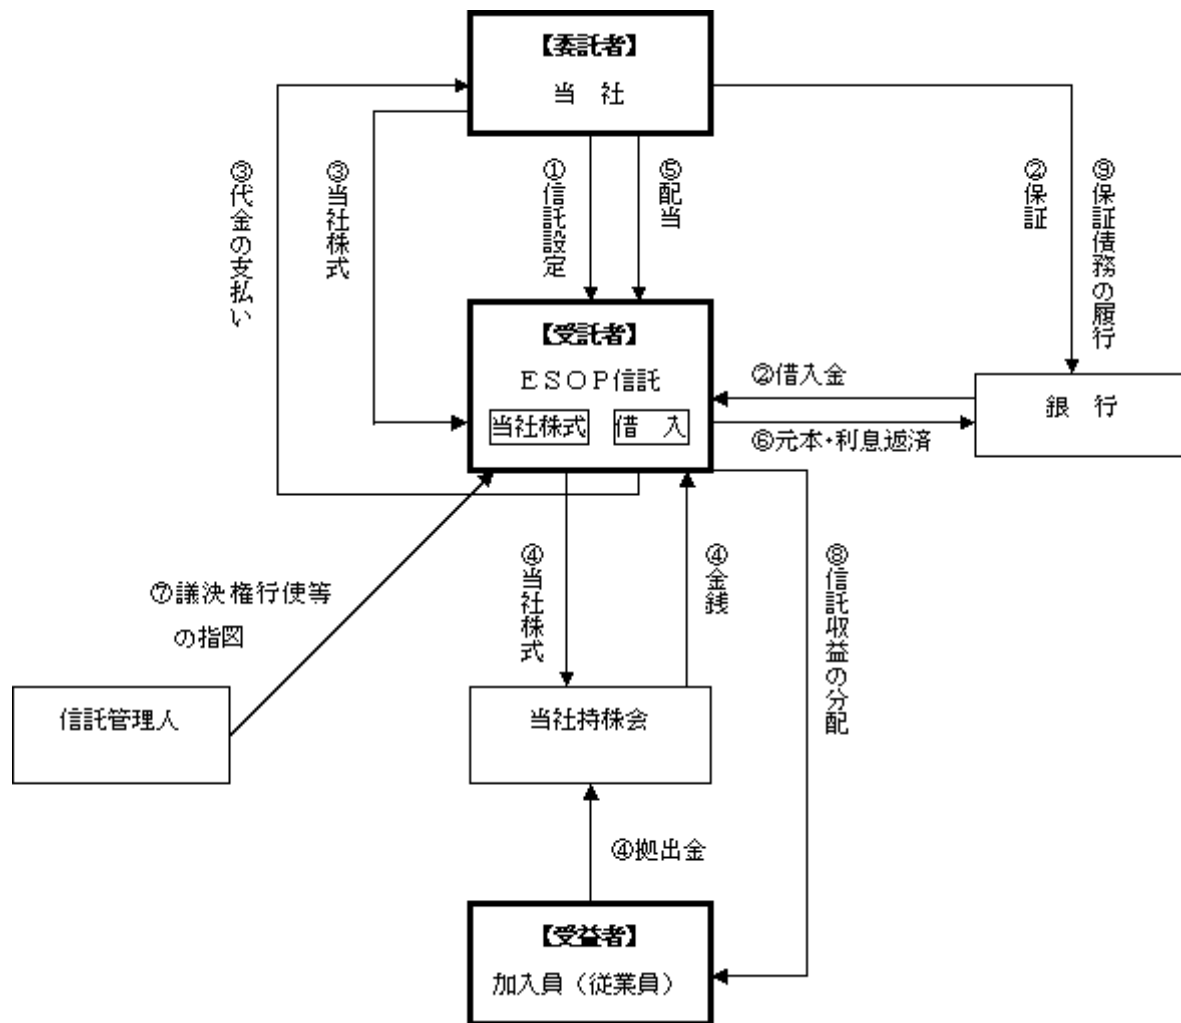 【委託者】
当　社
③代金の支払い
③当社株式
①信託設定
⑤配当
②保証
⑨保証債務の履行
【受託者】
ＥＳＯＰ信託
当社株式
借　入
②借入金
⑥元本・利息返済
銀　行
⑦議決権行使等
の指図
④当社株式
④金銭
⑧信託収益の分配
信託管理人
当社持株会
④拠出金
【受益者】
加入員（従業員）